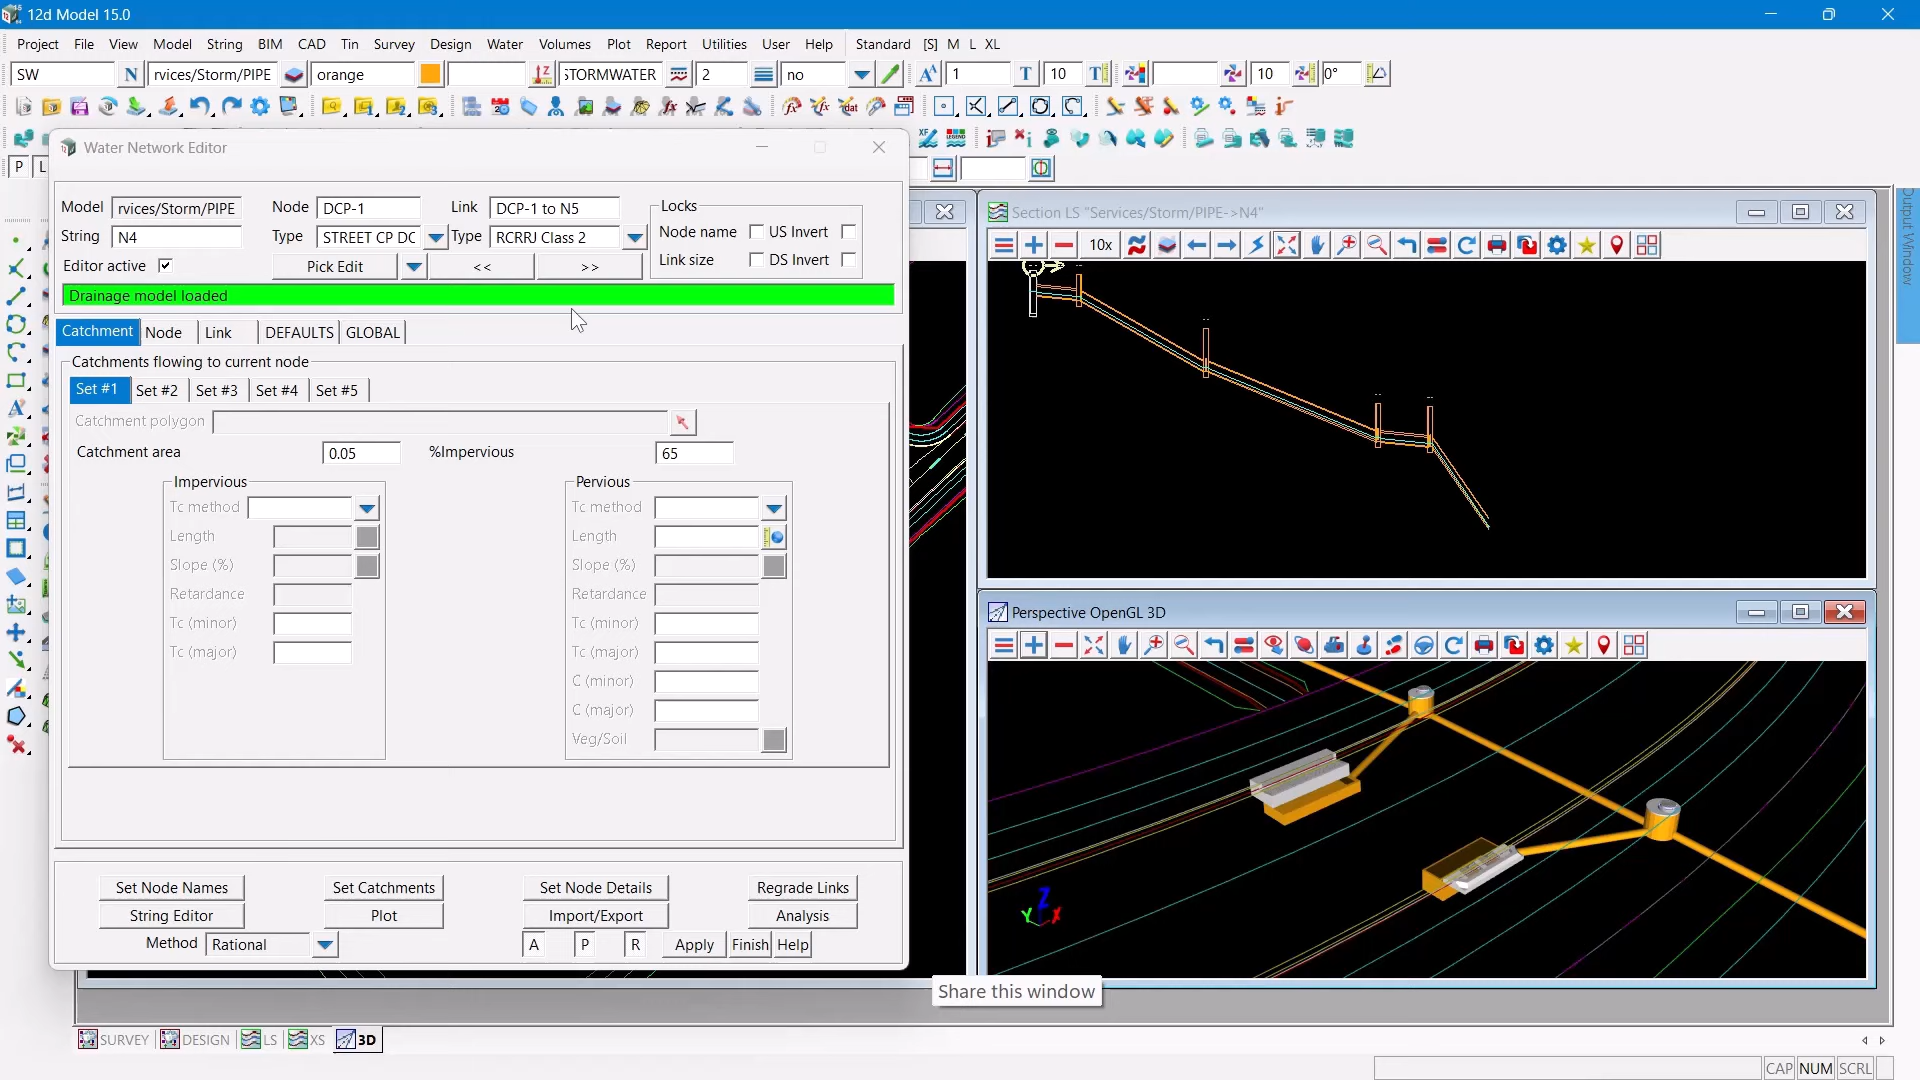 12d Model 15.0
Project File View Model String BIM CAD Tin Survey Design Water Volumes Plot Report Utilities User Help Standard [S] M L XL
SW N rvices/Storm/PIPE orange STORMWATER 2 no 1 T 10 10 0°
Water Network Editor
P L
Model rvices/Storm/PIPE Node DCP-1 Link DCP-1 to N5 Locks
String N4 Type STREET CP DC Type RCRRJ Class 2 Node name US Invert
Editor active Pick Edit << >> Link size DS Invert
Drainage model loaded
Catchment Node Link DEFAULTS GLOBAL
Catchments flowing to current node
Set #1 Set #2 Set #3 Set #4 Set #5
Catchment polygon
Catchment area 0.05 %Impervious 65
Impervious Pervious
Tc method Tc method
Length Length
Slope (%) Slope (%)
Retardance Retardance
Tc (minor) Tc (minor)
Tc (major) Tc (major)
C (minor)
C (major)
Veg/Soil
Set Node Names Set Catchments Set Node Details Regrade Links
String Editor Plot Import/Export Analysis
Method Rational A P R Apply Finish Help
Section LS "Services/Storm/PIPE->N4"
10x
Perspective OpenGL 3D
Z
Y X
Output Window
Share this window
SURVEY DESIGN LS XS 3D
CAP NUM SCRL